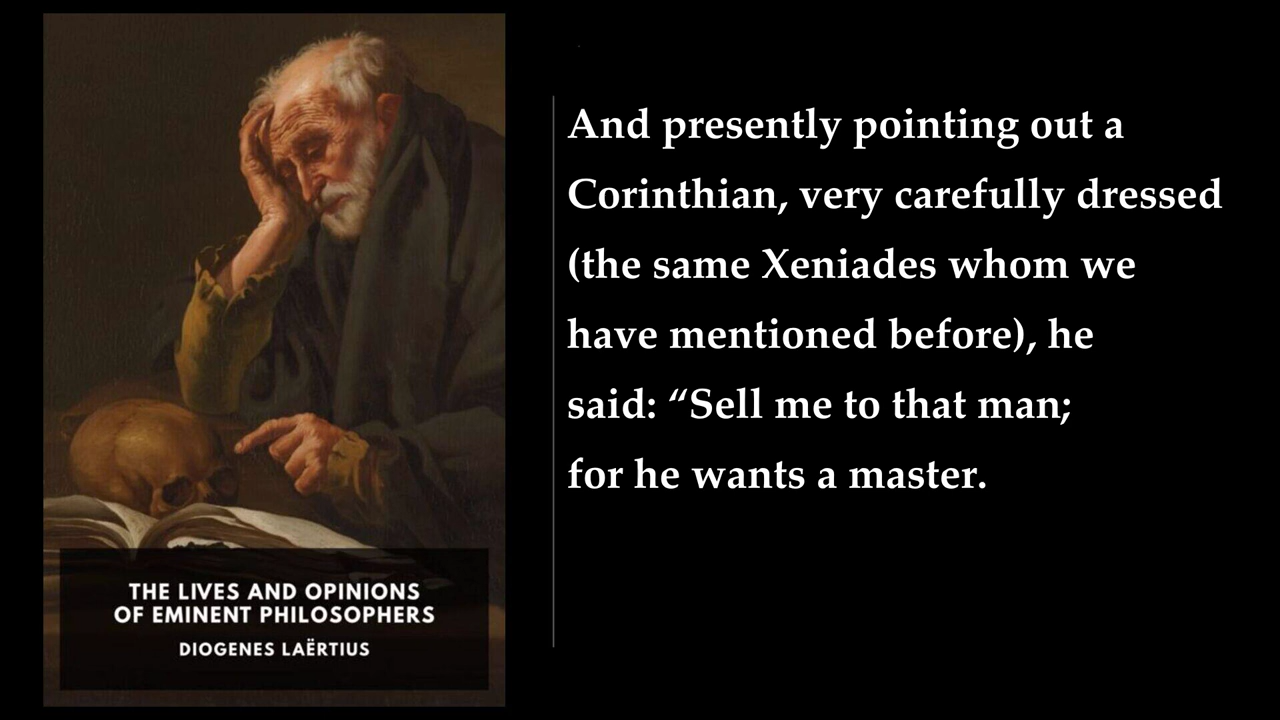 And presently pointing out a
Corinthian, very carefully dressed
(the same Xeniades whom we
have mentioned before), he
said: “Sell me to that man;
for he wants a master.
THE LIVES AND OPINIONS
OF EMINENT PHILOSOPHERS
DIOGENES LAËRTIUS